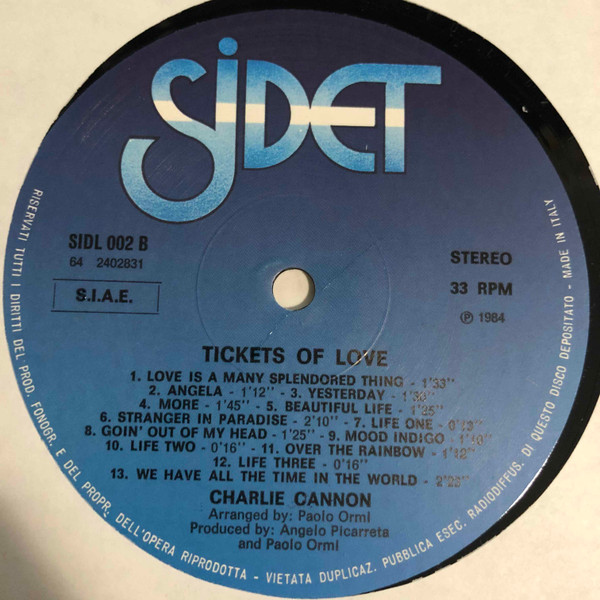 SiDET
SIDL 002 B
64 2402831
S.I.A.E.
STEREO
33 RPM
℗ 1984
TICKETS OF LOVE
1. LOVE IS A MANY SPLENDORED THING - 1'33"
2. ANGELA - 1'12" - 3. YESTERDAY -
4. MORE - 1'45" - 5. BEAUTIFUL LIFE - 1'25"
6. STRANGER IN PARADISE - 2'10" - 7. LIFE ONE -
8. GOIN' OUT OF MY HEAD - 1'25" - 9. MOOD INDIGO -
10. LIFE TWO - 0'16" - 11. OVER THE RAINBOW - 1'12"
12. LIFE THREE - 0'16"
13. WE HAVE ALL THE TIME IN THE WORLD -
CHARLIE CANNON
Arranged by: Paolo Ormi
Produced by: Angelo Picarreta
and Paolo Ormi
RISERVATI TUTTI I DIRITTI DEL PROD. FONOGR. E DEL PROPR. DELL'OPERA RIPRODOTTA - VIETATA DUPLICAZ. PUBBLICA ESEC. RADIODIFFUS. DI QUESTO DISCO DEPOSITATO - MADE IN ITALY